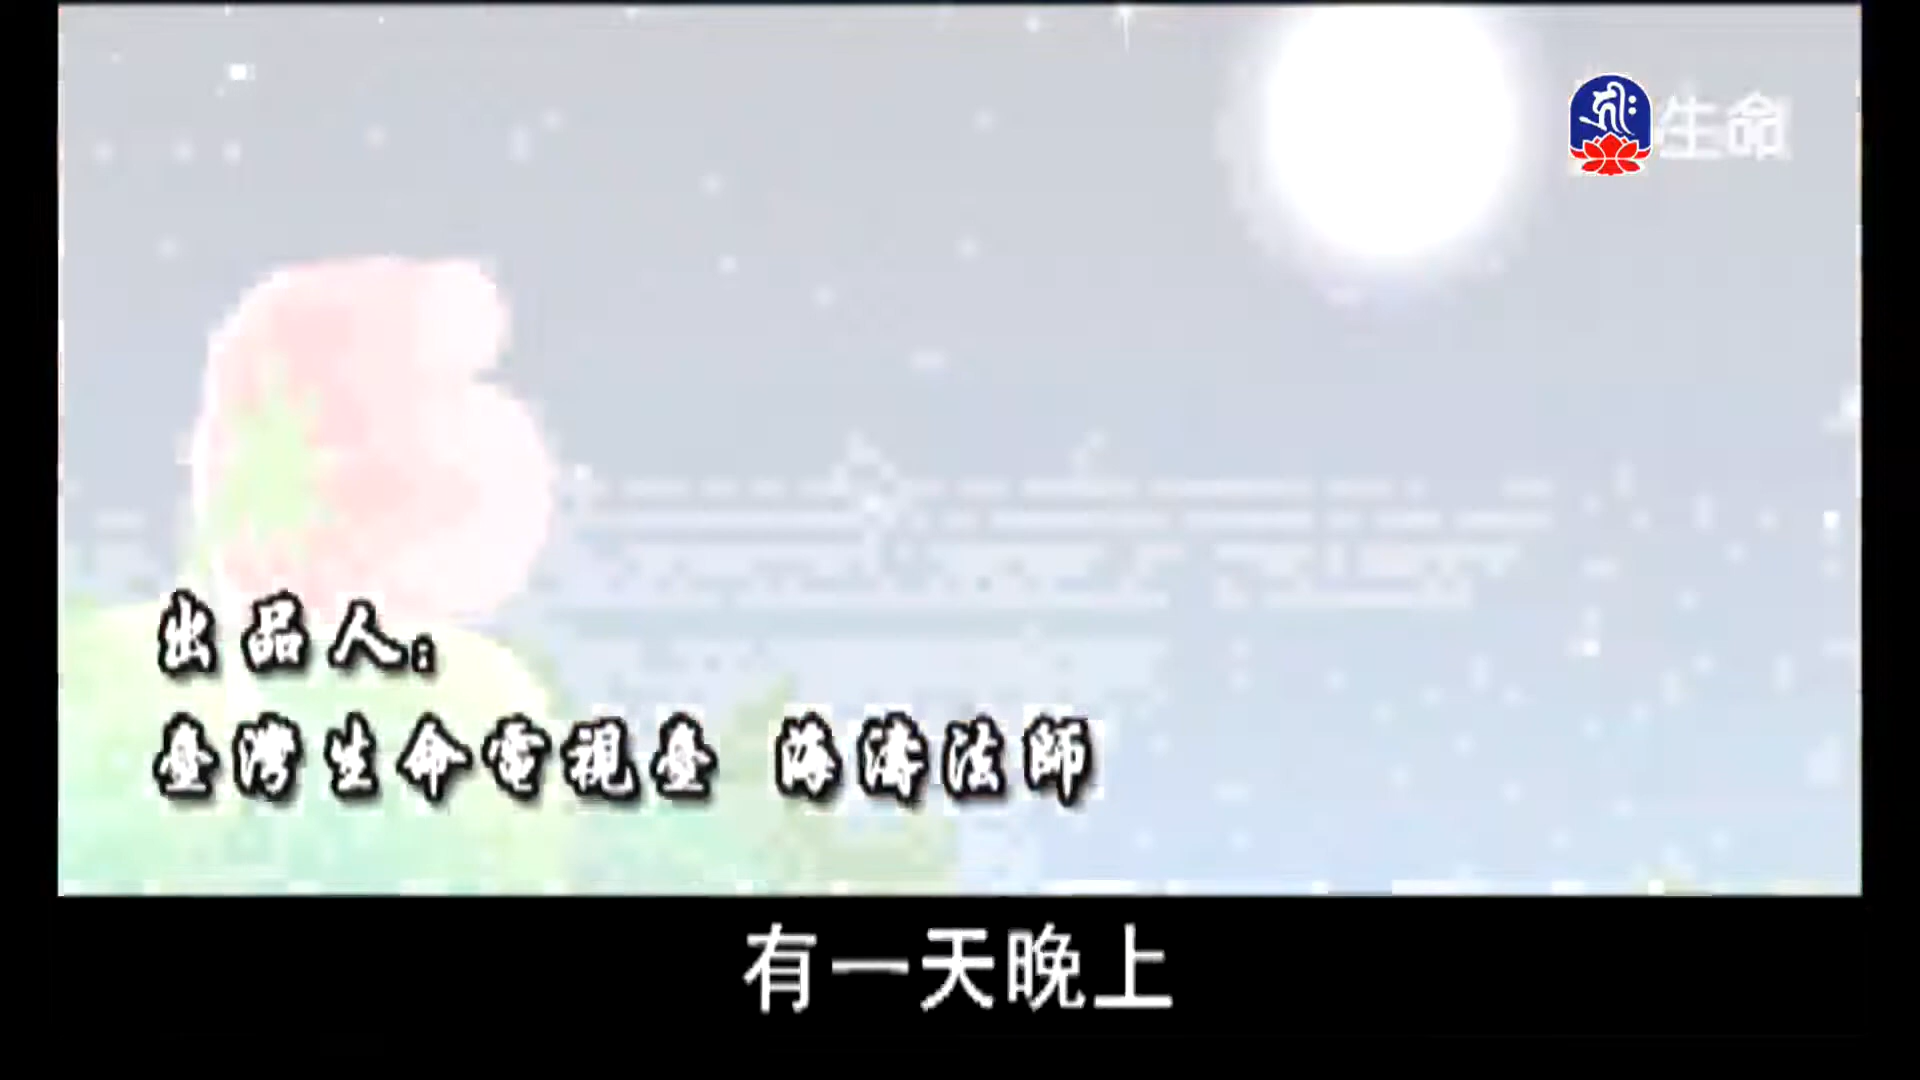 生命
出品人：
臺灣生命電視臺 海濤法師
有一天晚上